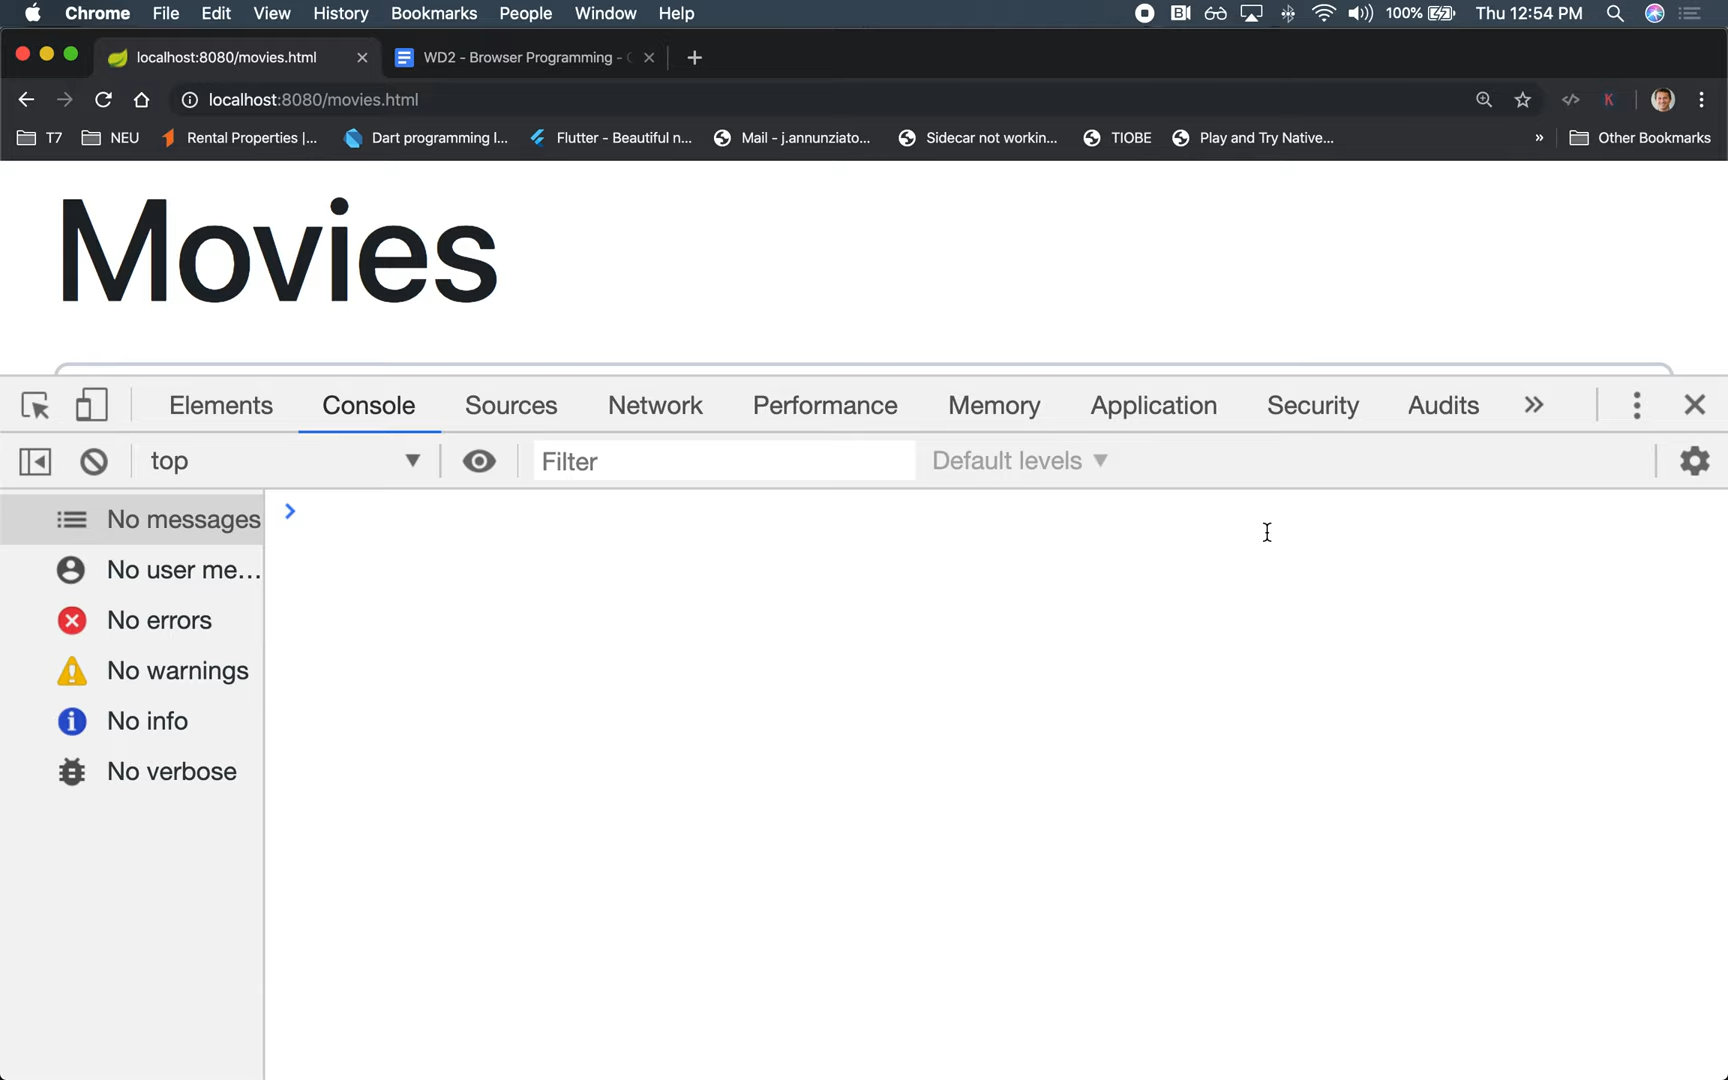 Chrome File Edit View History Bookmarks People Window Help 100% Thu 12:54 PM
localhost:8080/movies.html WD2 - Browser Programming -
localhost:8080/movies.html
T7 NEU Rental Properties |... Dart programming l... Flutter - Beautiful n... Mail - j.annunziato... Sidecar not workin... TIOBE Play and Try Native... » Other Bookmarks
Movies
Elements Console Sources Network Performance Memory Application Security Audits
top Filter Default levels
No messages
No user me...
No errors
No warnings
No info
No verbose